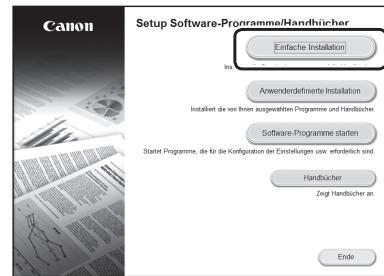 Canon
Setup Software-Programme/Handbücher
Einfache Installation
Ins
Anwenderdefinierte Installation
Installiert die von Ihnen ausgewählten Programme und Handbücher.
Software-Programme starten
Startet Programme, die für die Konfiguration der Einstellungen usw. erforderlich sind.
Handbücher
Zeigt Handbücher an.
Ende